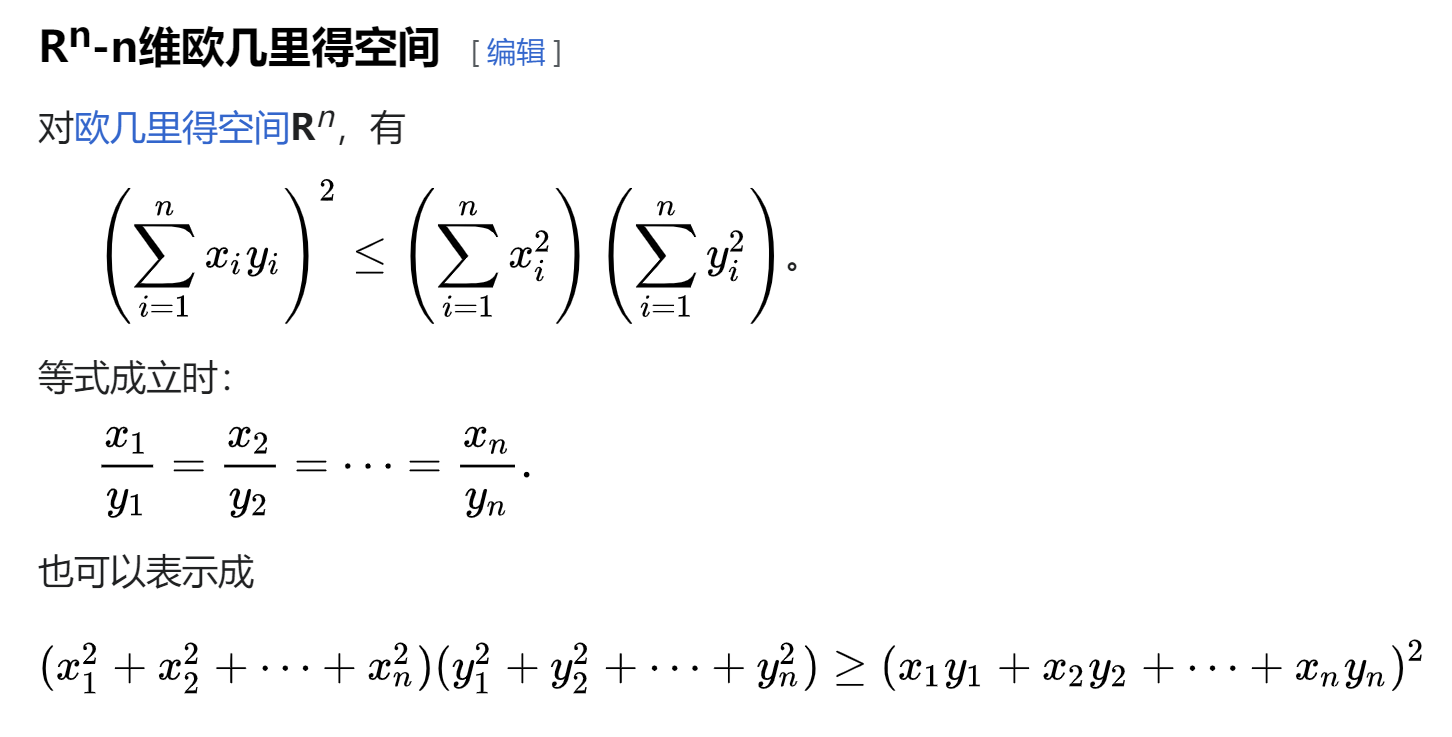 Rⁿ-n维欧几里得空间 [编辑]
对欧几里得空间Rⁿ，有
$\left(\sum_{i=1}^{n} x_i y_i\right)^2 \leq \left(\sum_{i=1}^{n} x_i^2\right)\left(\sum_{i=1}^{n} y_i^2\right)$。
等式成立时：
$\frac{x_1}{y_1} = \frac{x_2}{y_2} = \cdots = \frac{x_n}{y_n}.$
也可以表示成
$(x_1^2 + x_2^2 + \cdots + x_n^2)(y_1^2 + y_2^2 + \cdots + y_n^2) \geq (x_1 y_1 + x_2 y_2 + \cdots + x_n y_n)^2$